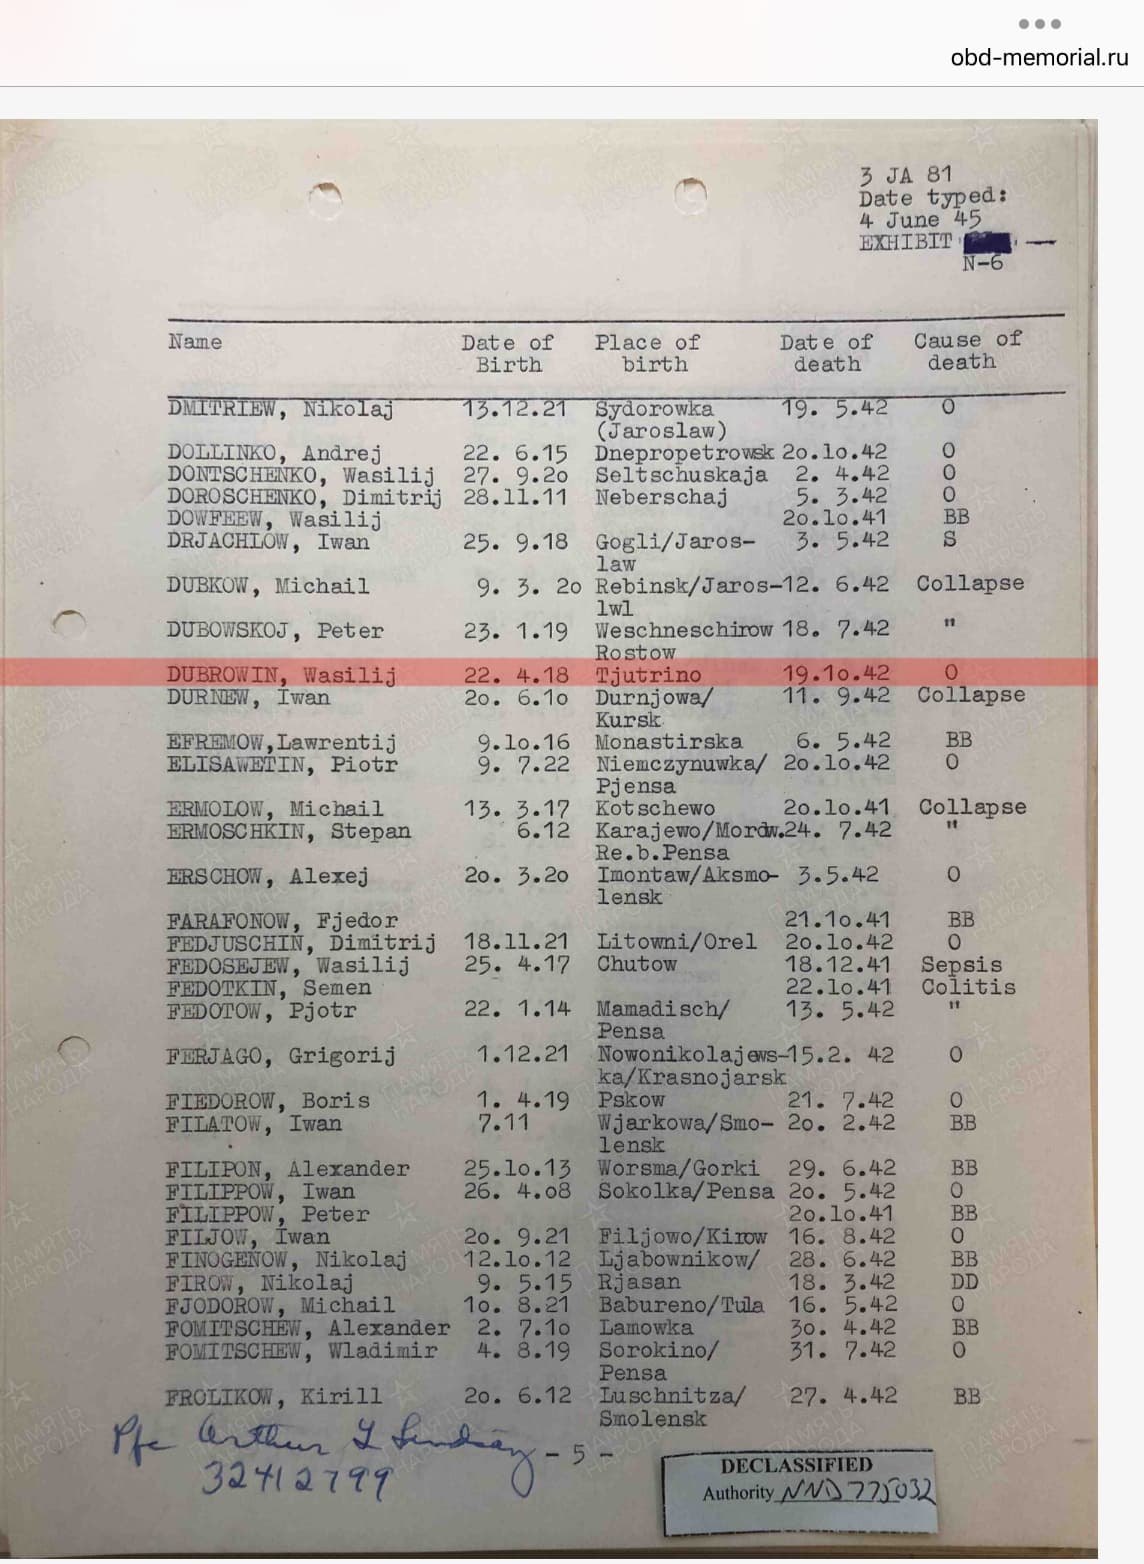 obd-memorial.ru
3 JA 81
Date typed:
4 June 45
EXHIBIT —
N-6
Name Date of Birth Place of birth Date of death Cause of death
DMITRIEW, Nikolaj 13.12.21 Sydorowka 19. 5.42 O
(Jaroslaw)
DOLLINKO, Andrej 22. 6.15 Dnepropetrowsk 2o.1o.42 O
DONTSCHENKO, Wasilij 27. 9.2o Seltschuskaja 2. 4.42 O
DOROSCHENKO, Dimitrij 28.11.11 Neberschaj 5. 3.42 O
DOWFEEW, Wasilij 2o.1o.41 BB
DRJACHLOW, Iwan 25. 9.18 Gogli/Jaros- 3. 5.42 S
law
DUBKOW, Michail 9. 3. 2o Rebinsk/Jaros-12. 6.42 Collapse
lwl
DUBOWSKOJ, Peter 23. 1.19 Weschneschirow 18. 7.42 "
Rostow
DUBROWIN, Wasilij 22. 4.18 Tjutrino 19.1o.42 O
DURNEW, Iwan 2o. 6.1o Durnjowa/ 11. 9.42 Collapse
Kursk
EFREMOW,Lawrentij 9.1o.16 Monastirska 6. 5.42 BB
ELISAWETIN, Piotr 9. 7.22 Niemczynuwka/ 2o.1o.42 O
Pjensa
ERMOLOW, Michail 13. 3.17 Kotschewo 2o.1o.41 Collapse
ERMOSCHKIN, Stepan 6.12 Karajewo/Mordw.24. 7.42 "
Re.b.Pensa
ERSCHOW, Alexej 2o. 3.2o Imontaw/Aksmo- 3.5.42 O
lensk
FARAFONOW, Fjedor 21.1o.41 BB
FEDJUSCHIN, Dimitrij 18.11.21 Litowni/Orel 2o.1o.42 O
FEDOSEJEW, Wasilij 25. 4.17 Chutow 18.12.41 Sepsis
FEDOTKIN, Semen 22.1o.41 Colitis
FEDOTOW, Pjotr 22. 1.14 Mamadisch/ 13. 5.42 "
Pensa
FERJAGO, Grigorij 1.12.21 Nowonikolajews-15.2. 42 O
ka/Krasnojarsk
FIEDOROW, Boris 1. 4.19 Pskow 21. 7.42 O
FILATOW, Iwan 7.11 Wjarkowa/Smo- 2o. 2.42 BB
lensk
FILIPON, Alexander 25.1o.13 Worsma/Gorki 29. 6.42 BB
FILIPPOW, Iwan 26. 4.o8 Sokolka/Pensa 2o. 5.42 O
FILIPPOW, Peter 2o.1o.41 BB
FILJOW, Iwan 2o. 9.21 Filjowo/Kirow 16. 8.42 O
FINOGENOW, Nikolaj 12.1o.12 Ljabownikow/ 28. 6.42 BB
FIROW, Nikolaj 9. 5.15 Rjasan 18. 3.42 DD
FJODOROW, Michail 1o. 8.21 Babureno/Tula 16. 5.42 O
FOMITSCHEW, Alexander 2. 7.1o Lamowka 3o. 4.42 BB
FOMITSCHEW, Wladimir 4. 8.19 Sorokino/ 31. 7.42 O
Pensa
FROLIKOW, Kirill 2o. 6.12 Luschnitza/ 27. 4.42 BB
Smolensk
Pfc Arthur L Lindsay - 5 -
32412799
DECLASSIFIED
Authority NND 775032